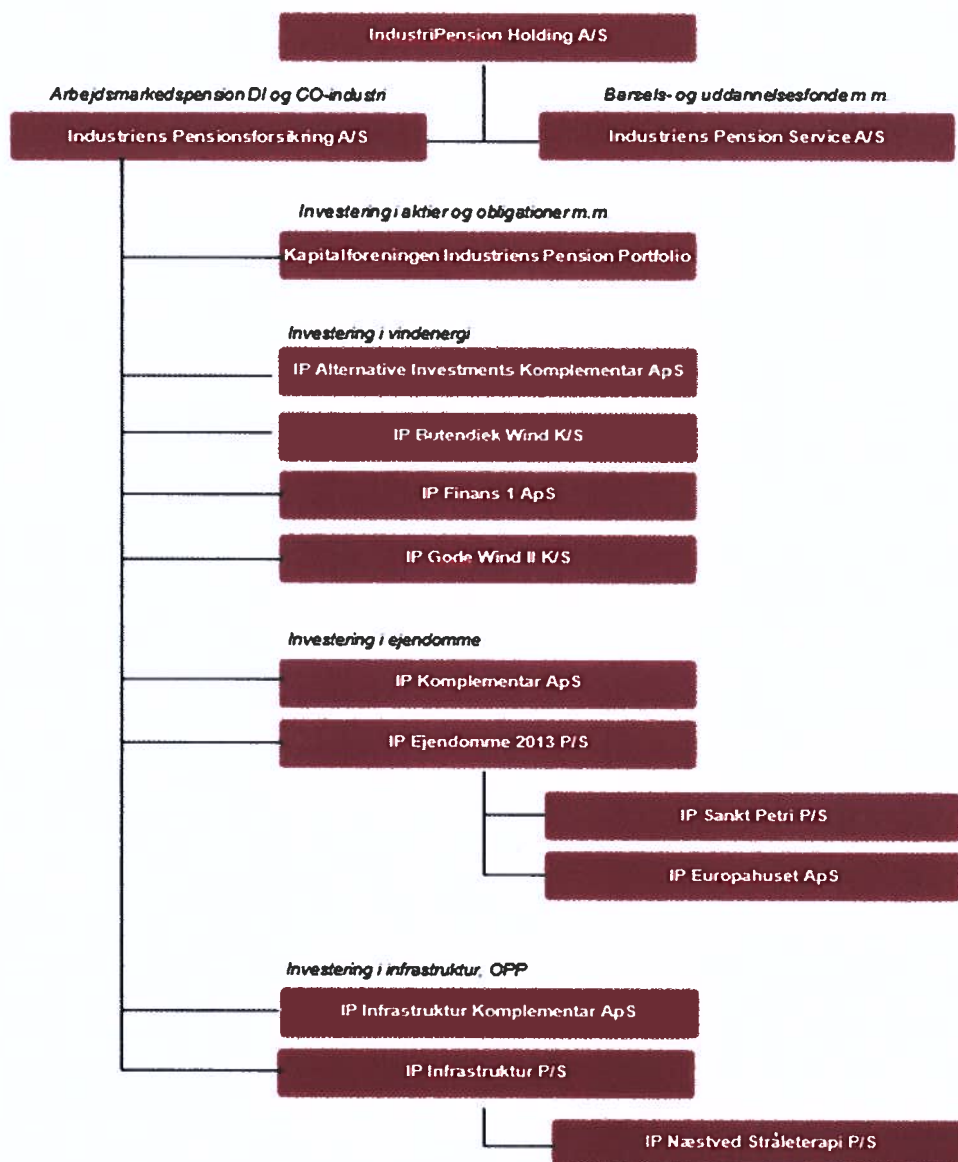 IndustriPension Holding A/S
Arbejdsmarkedspension DI og CO-industri
Barsels- og uddannelsesfonde m.m.
Industriens Pensionsforsikring A/S
Industriens Pension Service A/S
Investering i aktier og obligationer m.m.
Kapitalforeningen Industriens Pension Portfolio
Investering i vindenergi
IP Alternative Investments Komplementar ApS
IP Butendiek Wind K/S
IP Finans 1 ApS
IP Gode Wind II K/S
Investering i ejendomme
IP Komplementar ApS
IP Ejendomme 2013 P/S
IP Sankt Petri P/S
IP Europahuset ApS
Investering i infrastruktur, OPP
IP Infrastruktur Komplementar ApS
IP Infrastruktur P/S
IP Næstved Stråleterapi P/S